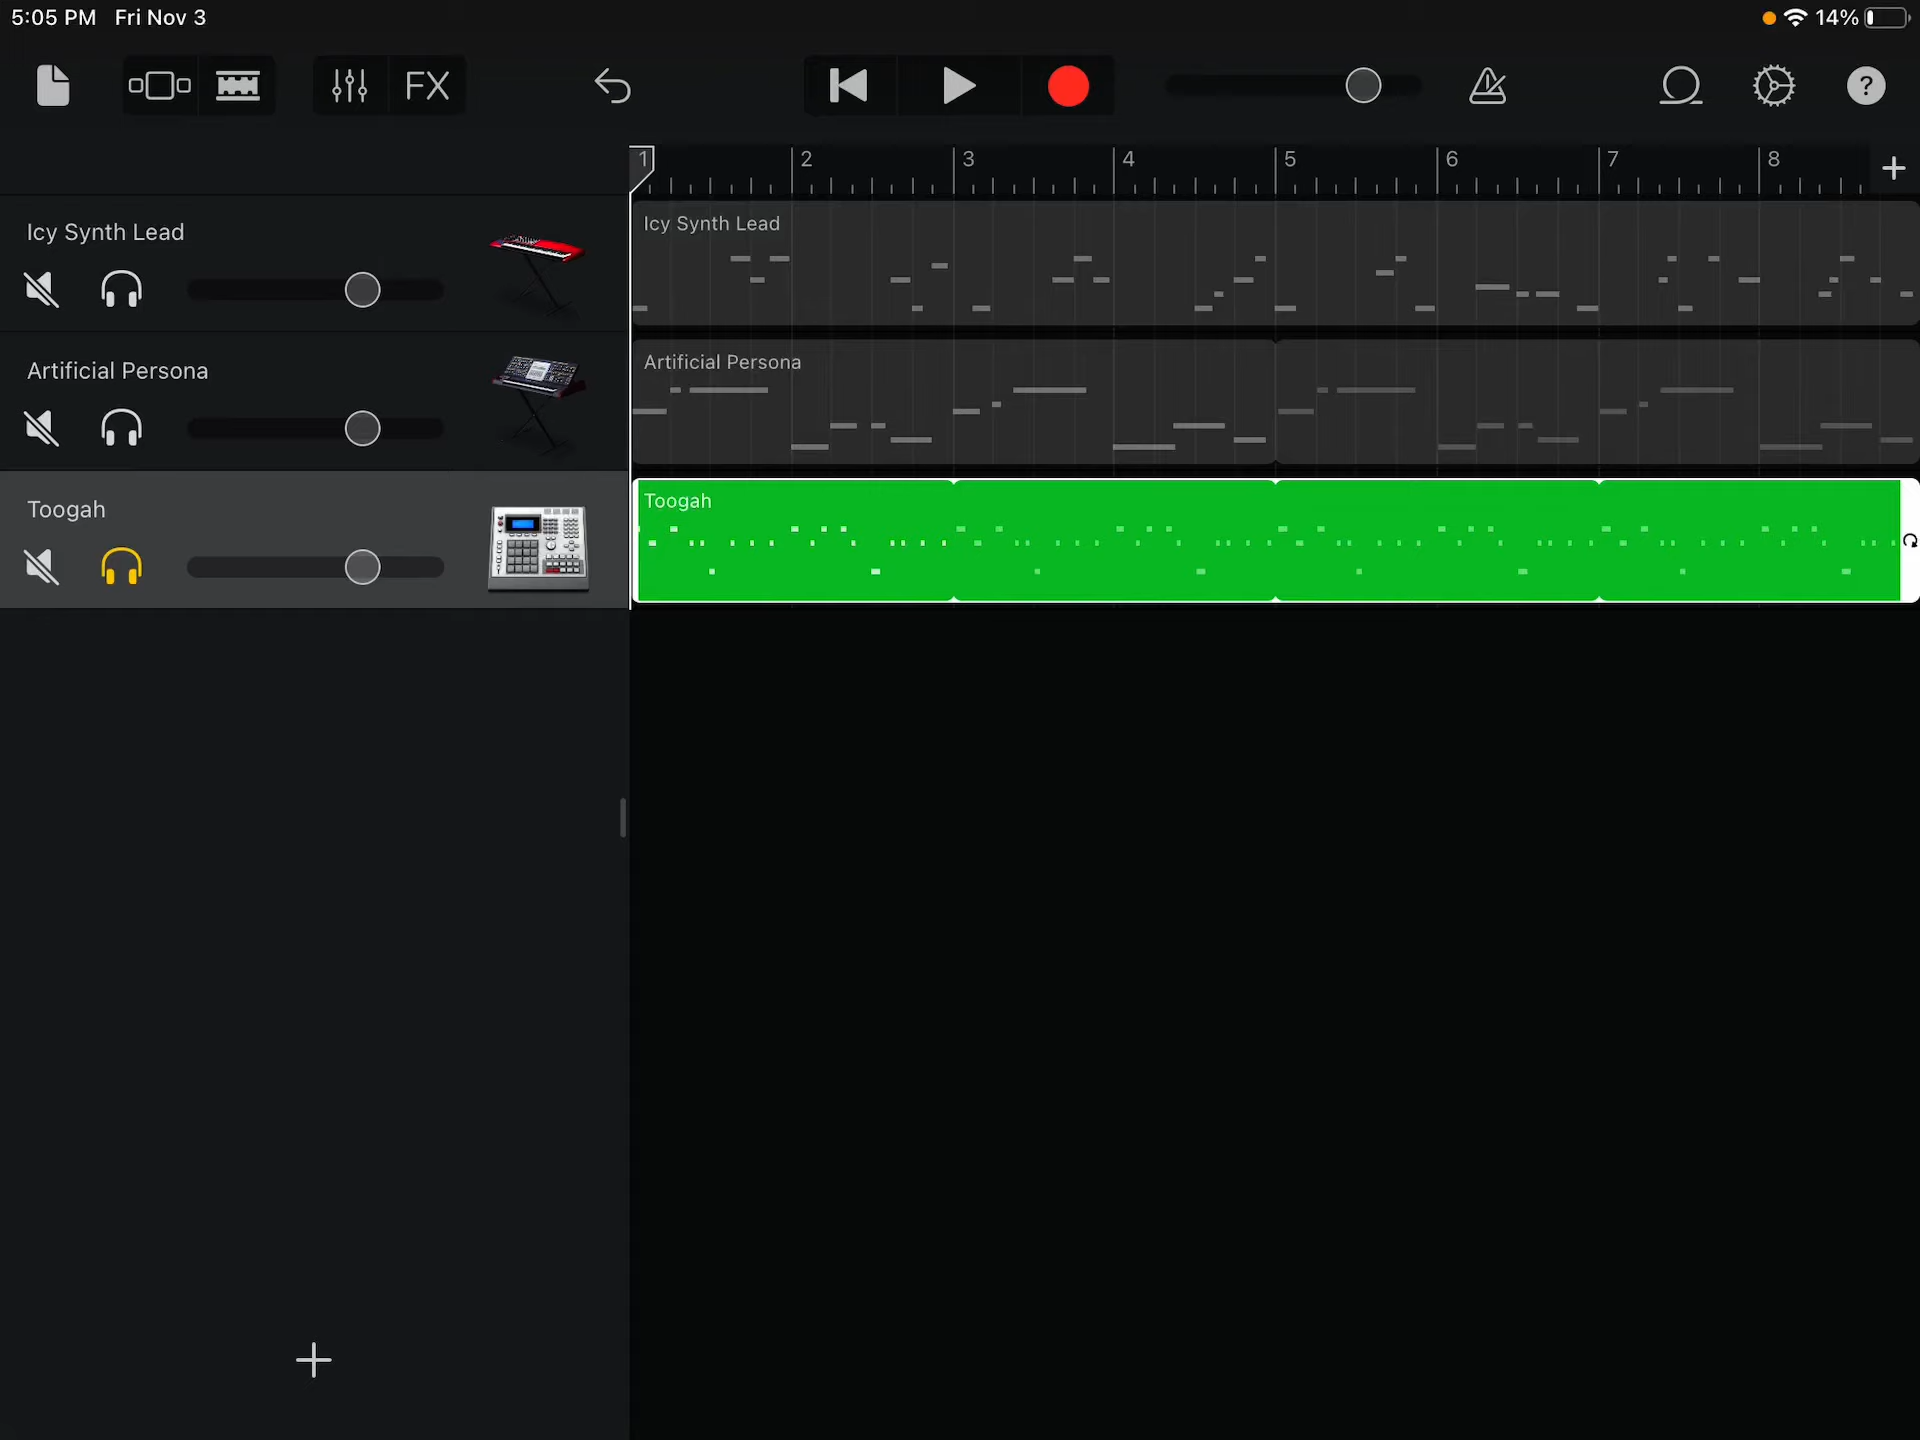 5:05 PM Fri Nov 3
14%
FX
?
1 2 3 4 5 6 7 8
Icy Synth Lead
Icy Synth Lead
Artificial Persona
Artificial Persona
Toogah
Toogah